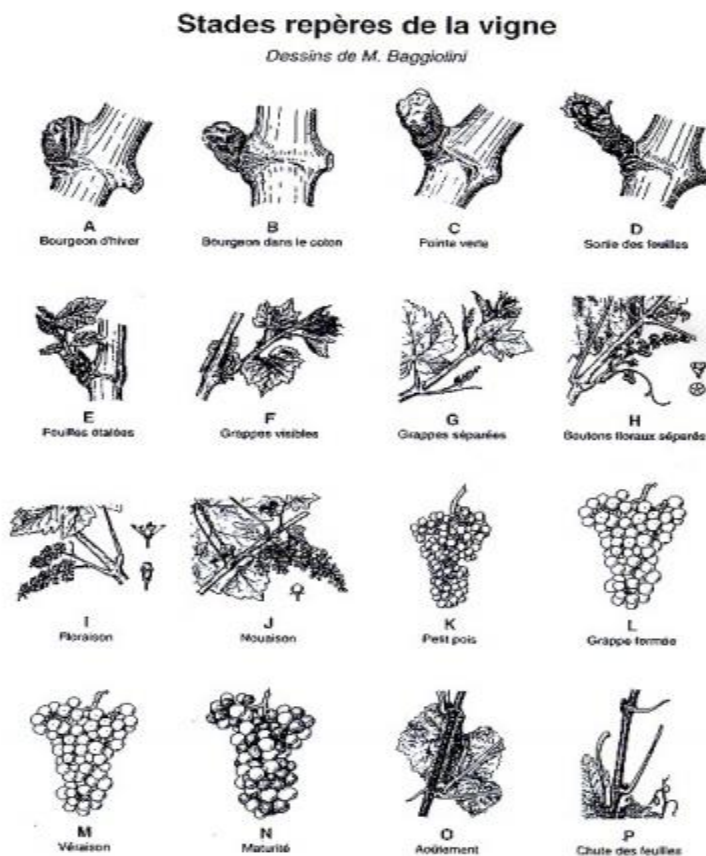 Stades repères de la vigne
Dessins de M. Baggiolini
A
Bourgeon d'hiver
B
Bourgeon dans le coton
C
Pointe verte
D
Sortie des feuilles
E
Feuilles étalées
F
Grappes visibles
G
Grappes séparées
H
Boutons floraux séparés
I
Floraison
J
Nouaison
K
Petit pois
L
Grappe fermée
M
Véraison
N
Maturité
O
Aoûtement
P
Chute des feuilles